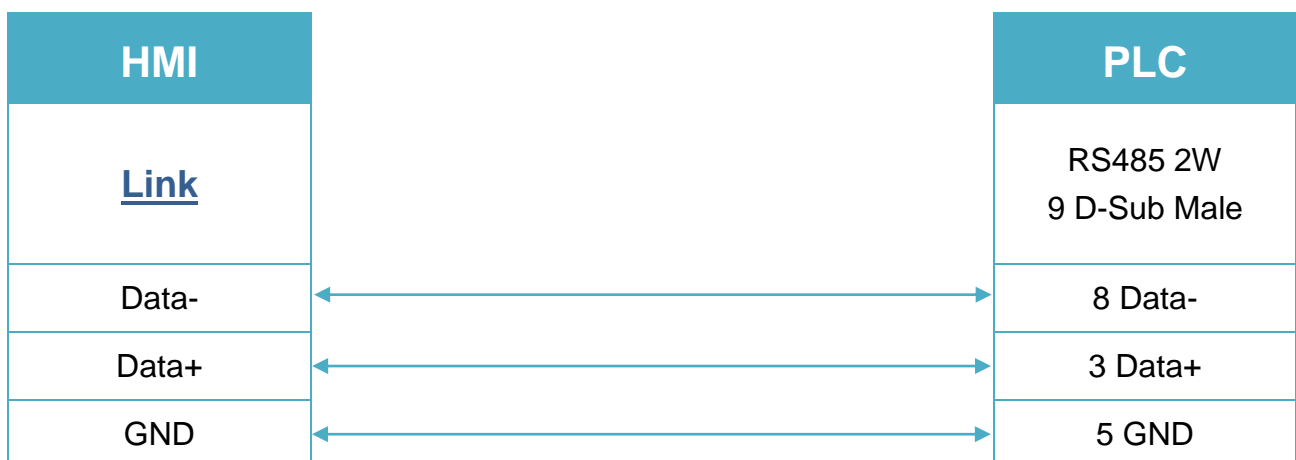 HMI
PLC
Link
RS485 2W
9 D-Sub Male
Data-
8 Data-
Data+
3 Data+
GND
5 GND